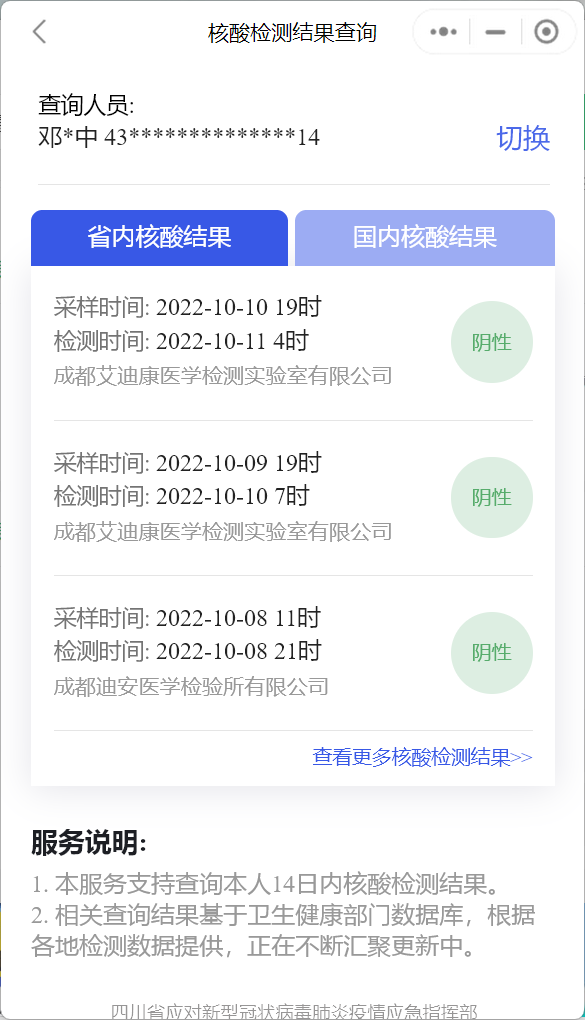 核酸检测结果查询
查询人员:
邓*中 43**************14
切换
省内核酸结果
国内核酸结果
采样时间: 2022-10-10 19时
检测时间: 2022-10-11 4时
成都艾迪康医学检测实验室有限公司
阴性
采样时间: 2022-10-09 19时
检测时间: 2022-10-10 7时
成都艾迪康医学检测实验室有限公司
阴性
采样时间: 2022-10-08 11时
检测时间: 2022-10-08 21时
成都迪安医学检验所有限公司
阴性
查看更多核酸检测结果>>
服务说明:
1. 本服务支持查询本人14日内核酸检测结果。
2. 相关查询结果基于卫生健康部门数据库，根据
各地检测数据提供，正在不断汇聚更新中。
四川省应对新型冠状病毒肺炎疫情应急指挥部